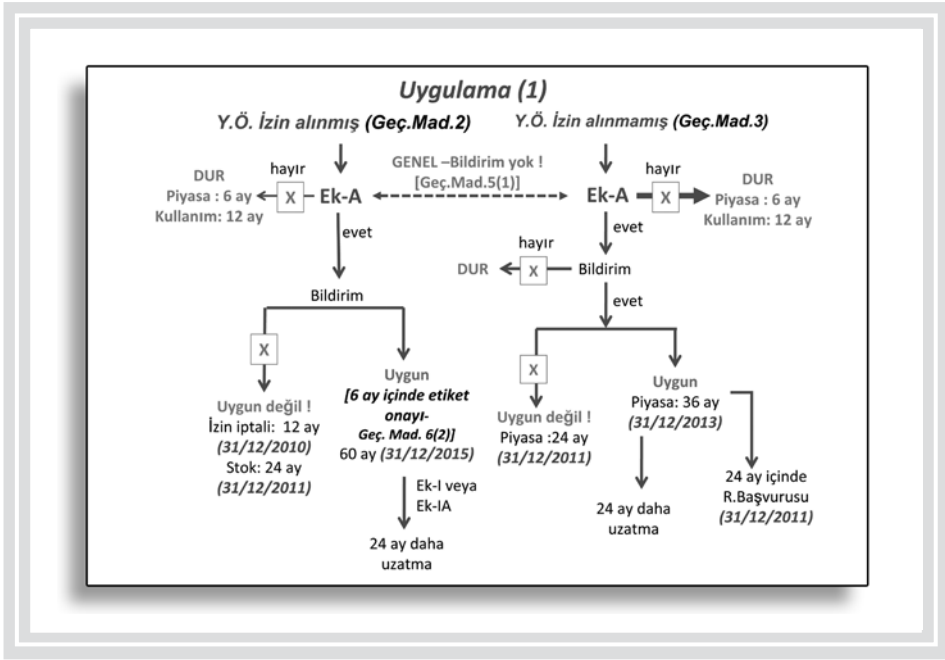 Uygulama (1)
Y.Ö. İzin alınmış (Geç.Mad.2)
Y.Ö. İzin alınmamış (Geç.Mad.3)
GENEL –Bildirim yok !
[Geç.Mad.5(1)]
DUR
Piyasa : 6 ay
Kullanım: 12 ay
hayır
X
Ek-A
evet
Bildirim
X
Uygun değil !
İzin iptali: 12 ay
(31/12/2010)
Stok: 24 ay
(31/12/2011)
Uygun
[6 ay içinde etiket
onayı-
Geç. Mad. 6(2)]
60 ay (31/12/2015)
Ek-I veya
Ek-IA
24 ay daha
uzatma
Ek-A
hayır
X
DUR
Piyasa : 6 ay
Kullanım: 12 ay
evet
hayır
DUR
X
Bildirim
evet
X
Uygun değil !
Piyasa :24 ay
(31/12/2011)
Uygun
Piyasa: 36 ay
(31/12/2013)
24 ay daha
uzatma
24 ay içinde
R.Başvurusu
(31/12/2011)